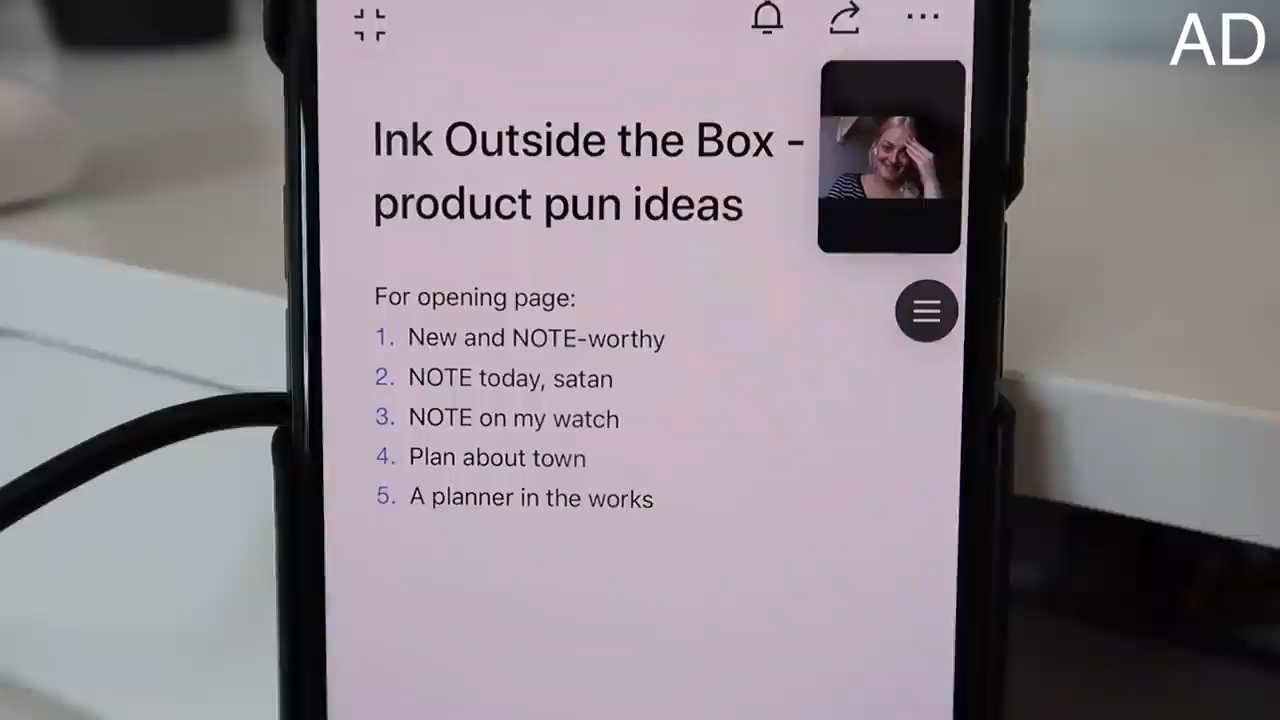 AD
Ink Outside the Box -
product pun ideas
For opening page:
1. New and NOTE-worthy
2. NOTE today, satan
3. NOTE on my watch
4. Plan about town
5. A planner in the works